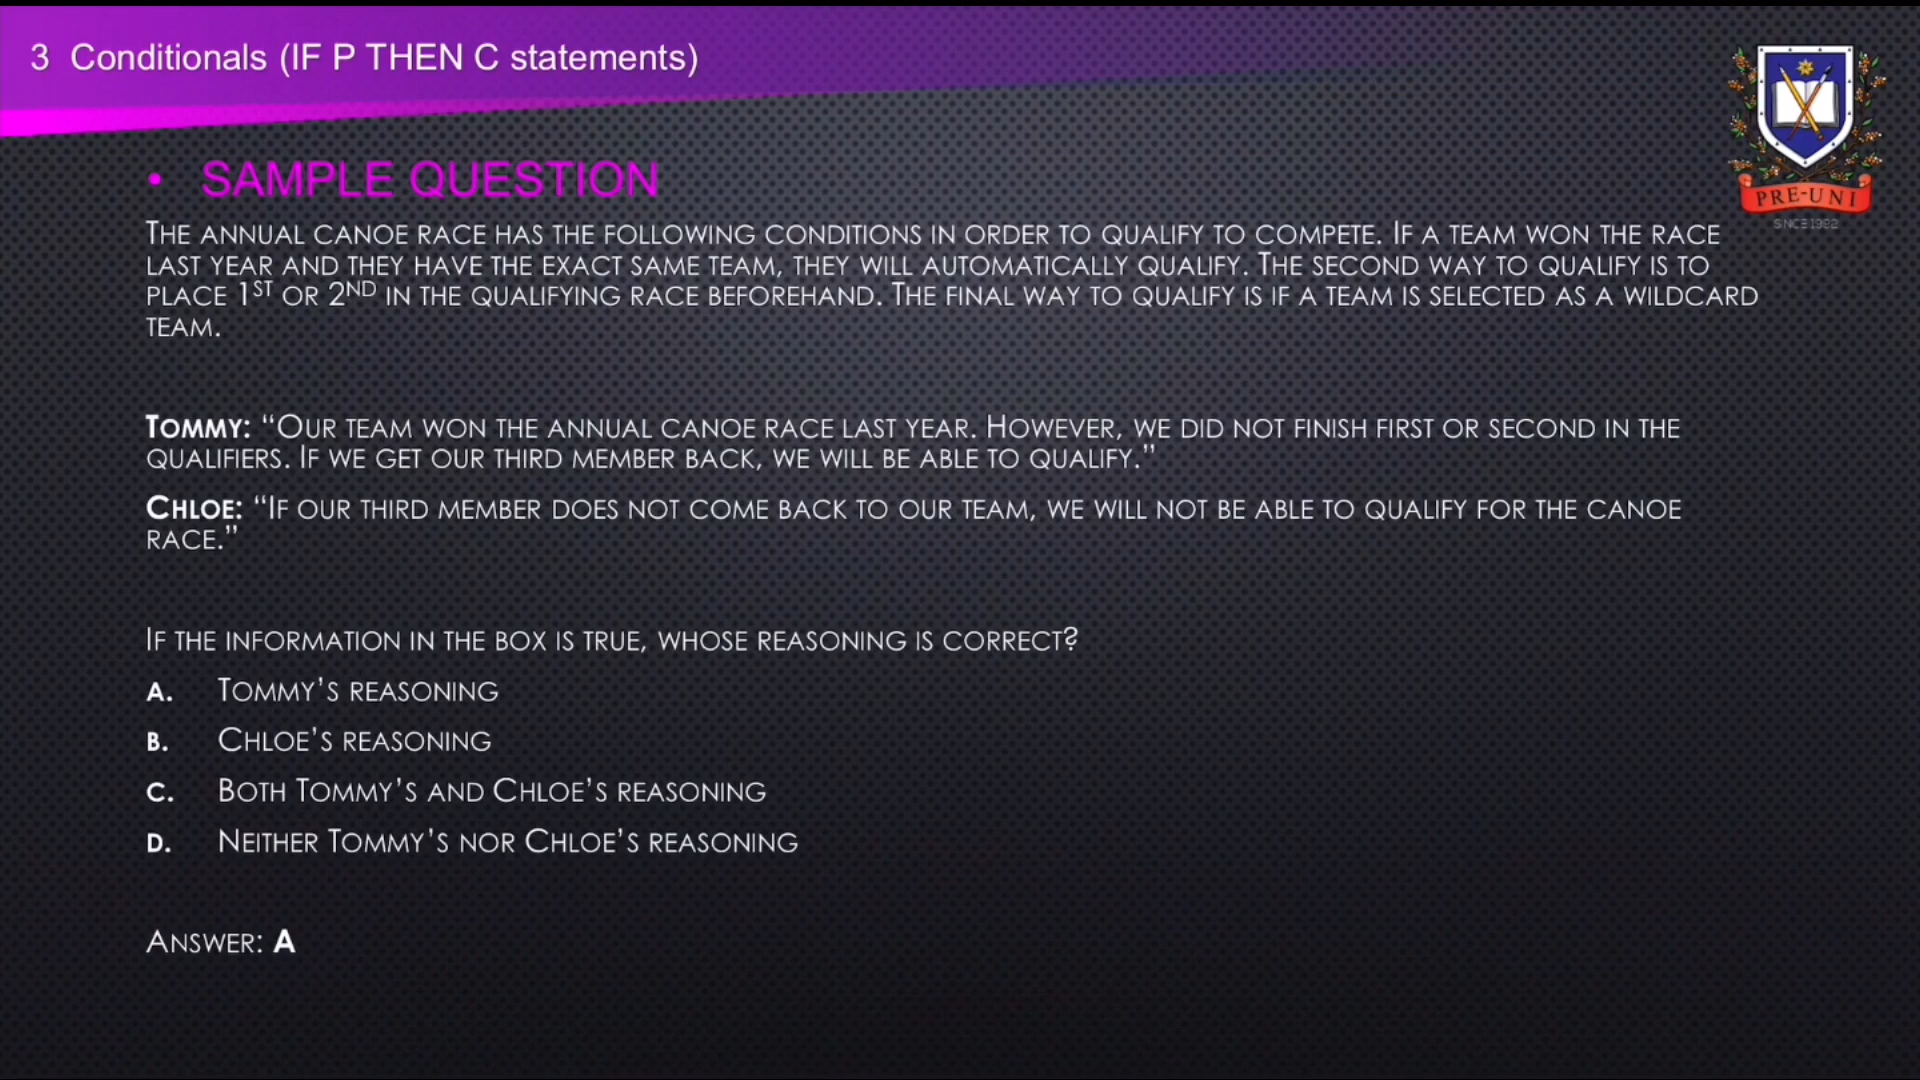 3 Conditionals (IF P THEN C statements)
• SAMPLE QUESTION
THE ANNUAL CANOE RACE HAS THE FOLLOWING CONDITIONS IN ORDER TO QUALIFY TO COMPETE. IF A TEAM WON THE RACE
LAST YEAR AND THEY HAVE THE EXACT SAME TEAM, THEY WILL AUTOMATICALLY QUALIFY. THE SECOND WAY TO QUALIFY IS TO
PLACE 1ST OR 2ND IN THE QUALIFYING RACE BEFOREHAND. THE FINAL WAY TO QUALIFY IS IF A TEAM IS SELECTED AS A WILDCARD
TEAM.
TOMMY: “OUR TEAM WON THE ANNUAL CANOE RACE LAST YEAR. HOWEVER, WE DID NOT FINISH FIRST OR SECOND IN THE
QUALIFIERS. IF WE GET OUR THIRD MEMBER BACK, WE WILL BE ABLE TO QUALIFY.”
CHLOE: “IF OUR THIRD MEMBER DOES NOT COME BACK TO OUR TEAM, WE WILL NOT BE ABLE TO QUALIFY FOR THE CANOE
RACE.”
IF THE INFORMATION IN THE BOX IS TRUE, WHOSE REASONING IS CORRECT?
A. TOMMY’S REASONING
B. CHLOE’S REASONING
C. BOTH TOMMY’S AND CHLOE’S REASONING
D. NEITHER TOMMY’S NOR CHLOE’S REASONING
ANSWER: A
PRE-UNI
SINCE 1992